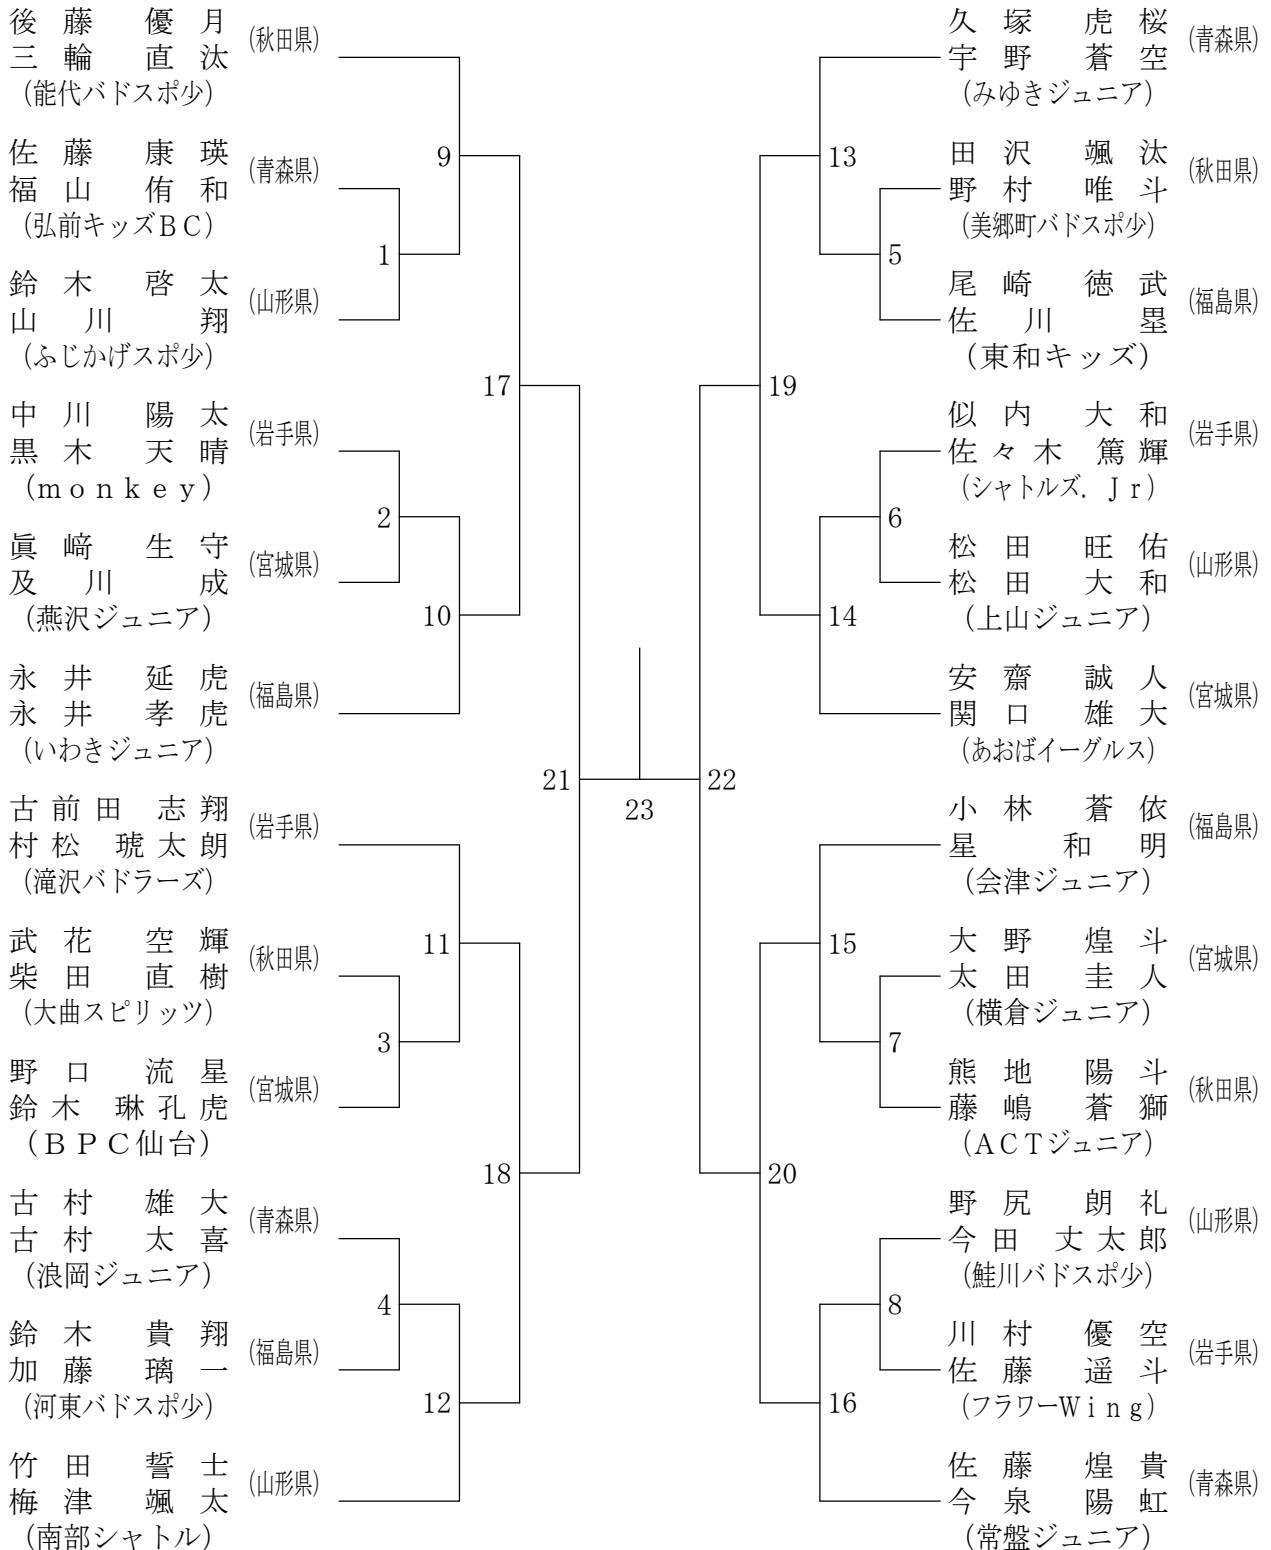 後藤 優月 (秋田県)
三輪 直汰
(能代バドスポ少)
佐藤 康瑛 (青森県)
福山 侑和
(弘前キッズBC)
鈴木 啓太 (山形県)
山川 翔
(ふじかげスポ少)
中川 陽太 (岩手県)
黒木 天晴
(monkey)
眞﨑 生守 (宮城県)
及川 成
(燕沢ジュニア)
永井 延虎 (福島県)
永井 孝虎
(いわきジュニア)
古前田 志翔 (岩手県)
村松 琥太朗
(滝沢バドラーズ)
武花 空輝 (秋田県)
柴田 直樹
(大曲スピリッツ)
野口 流星 (宮城県)
鈴木 琳孔虎
(BPC仙台)
古村 雄大 (青森県)
古村 太喜
(浪岡ジュニア)
鈴木 貴翔 (福島県)
加藤 璃一
(河東バドスポ少)
竹田 誓士 (山形県)
梅津 颯太
(南部シャトル)
9
1
17
2
10
21
11
3
18
4
12
23
13
5
19
6
14
22
15
7
20
8
16
久塚 虎桜 (青森県)
宇野 蒼空
(みゆきジュニア)
田沢 颯汰 (秋田県)
野村 唯斗
(美郷町バドスポ少)
尾崎 徳武 (福島県)
佐川 塁
(東和キッズ)
似内 大和 (岩手県)
佐々木 篤輝
(シャトルズ.Jr)
松田 旺佑 (山形県)
松田 大和
(上山ジュニア)
安齋 誠人 (宮城県)
関口 雄大
(あおばイーグルス)
小林 蒼依 (福島県)
星 和明
(会津ジュニア)
大野 煌斗 (宮城県)
太田 圭人
(横倉ジュニア)
熊地 陽斗 (秋田県)
藤嶋 蒼獅
(ACTジュニア)
野尻 朗礼 (山形県)
今田 丈太郎
(鮭川バドスポ少)
川村 優空 (岩手県)
佐藤 遥斗
(フラワーWing)
佐藤 煌貴 (青森県)
今泉 陽虹
(常盤ジュニア)